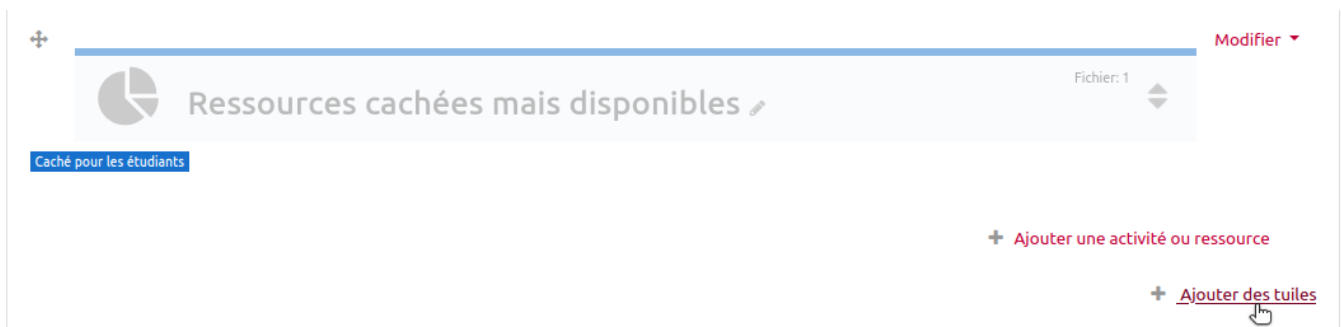 Modifier
Fichier: 1
Ressources cachées mais disponibles
Caché pour les étudiants
Ajouter une activité ou ressource
Ajouter des tuiles